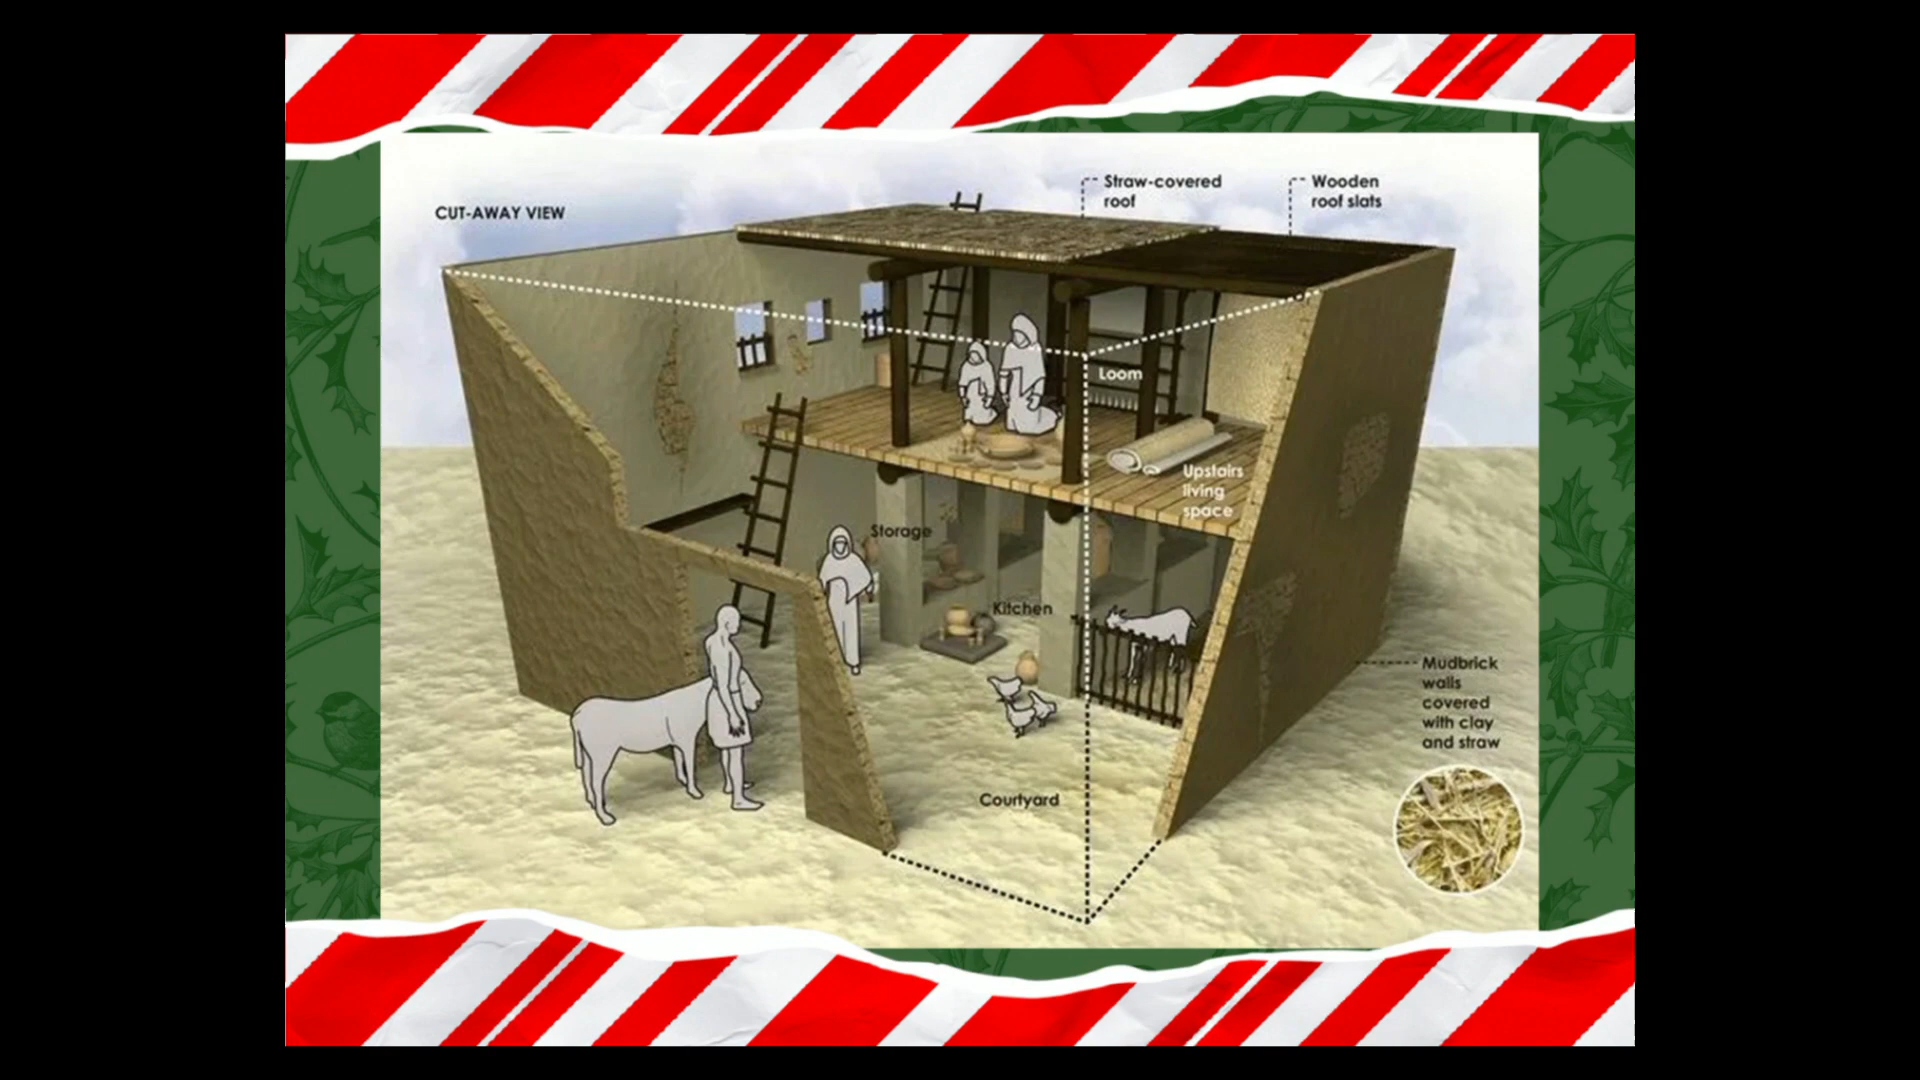 CUT-AWAY VIEW
Straw-covered
roof
Wooden
roof slats
Loom
Upstairs
living
space
Storage
Kitchen
Mudbrick
walls
covered
with clay
and straw
Courtyard